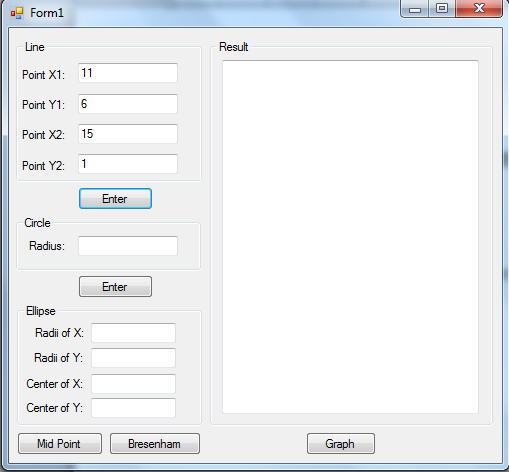 Form1
Line
Point X1: 11
Point Y1: 6
Point X2: 15
Point Y2: 1
Enter
Circle
Radius:
Enter
Ellipse
Radii of X:
Radii of Y:
Center of X:
Center of Y:
Mid Point Bresenham
Result
Graph